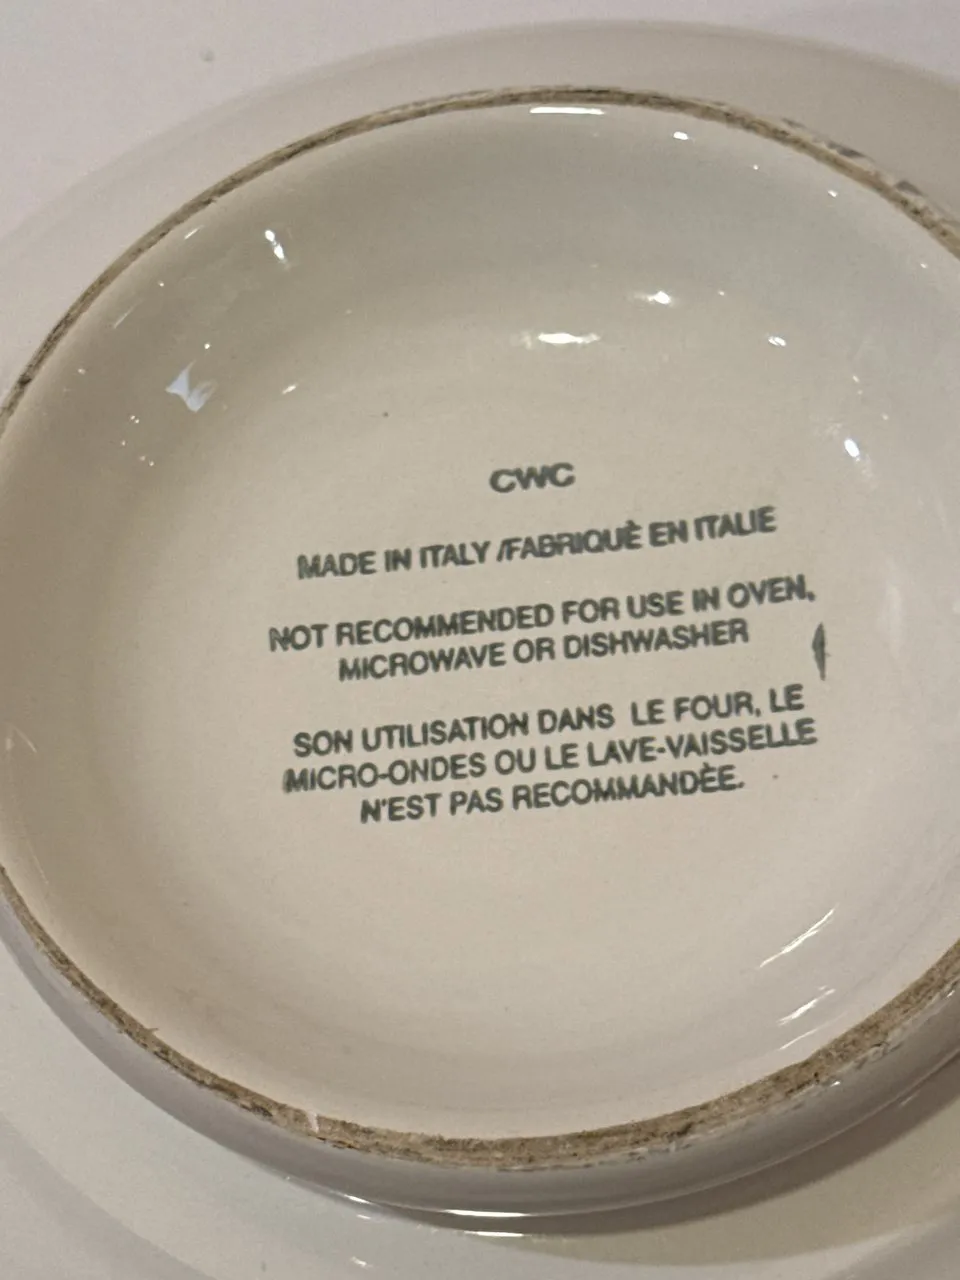 CWC
MADE IN ITALY /FABRIQUÈ EN ITALIE
NOT RECOMMENDED FOR USE IN OVEN,
MICROWAVE OR DISHWASHER
SON UTILISATION DANS LE FOUR, LE
MICRO-ONDES OU LE LAVE-VAISSELLE
N'EST PAS RECOMMANDÈE.